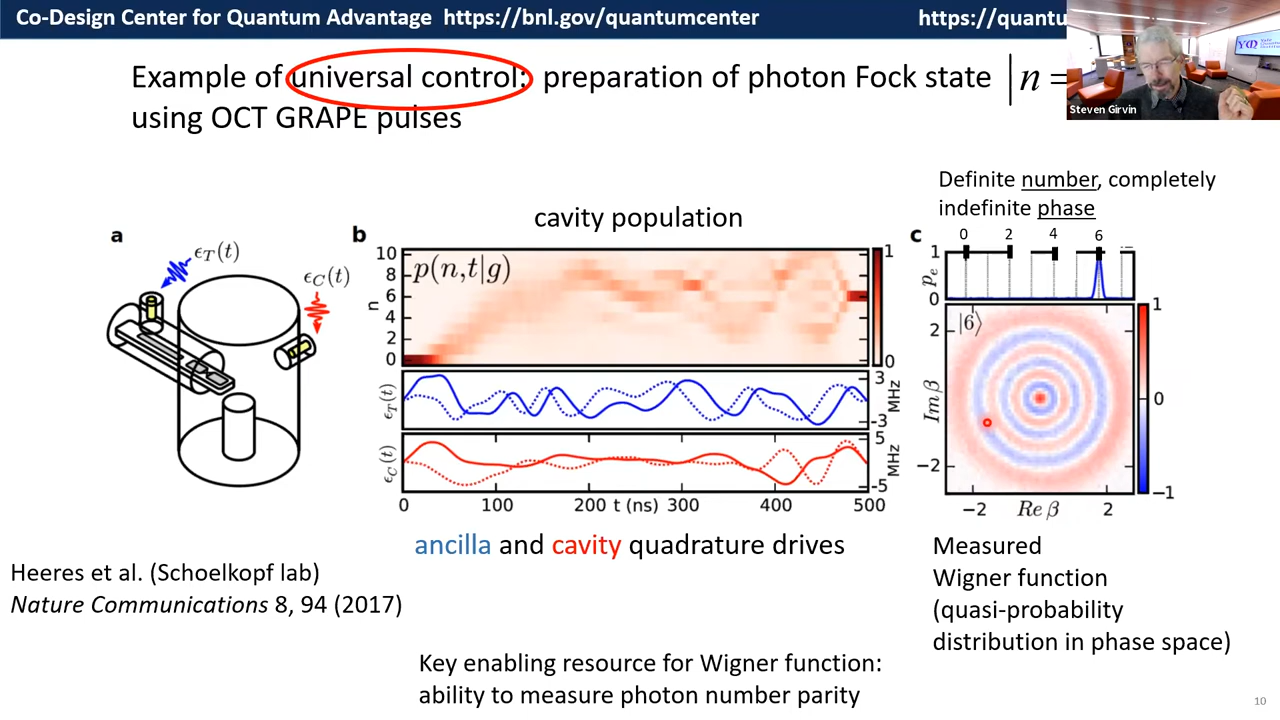 Co-Design Center for Quantum Advantage https://bnl.gov/quantumcenter
https://quantu
Steven Girvin
Example of universal control: preparation of photon Fock state |n =
using OCT GRAPE pulses
Definite number, completely
indefinite phase
cavity population
a
ϵ_T(t)
ϵ_C(t)
b
p(n,t|g)
n
10
8
6
4
2
0
1
0
ϵ_T(t)
3
-3
MHz
ϵ_C(t)
5
-5
MHz
0 100 200 t (ns) 300 400 500
c
0 2 4 6
p_e
1
0
|6⟩
Im β
2
−2
1
0
−1
−2 Re β 2
ancilla and cavity quadrature drives
Measured
Wigner function
(quasi-probability
distribution in phase space)
Heeres et al. (Schoelkopf lab)
Nature Communications 8, 94 (2017)
Key enabling resource for Wigner function:
ability to measure photon number parity
10